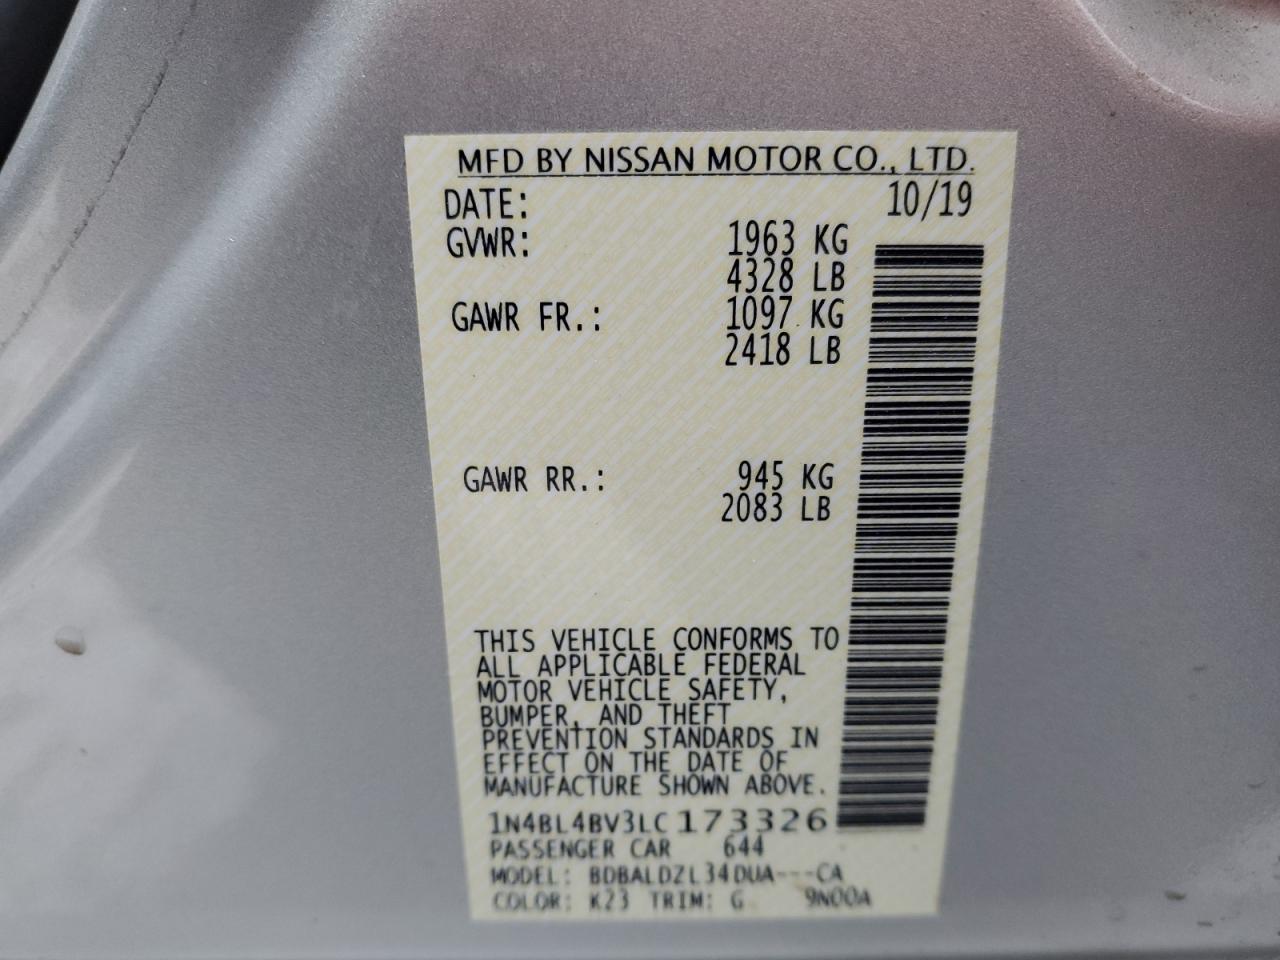 MFD BY NISSAN MOTOR CO., LTD.
DATE: 10/19
GVWR: 1963 KG
4328 LB
GAWR FR.: 1097 KG
2418 LB
GAWR RR.: 945 KG
2083 LB
THIS VEHICLE CONFORMS TO
ALL APPLICABLE FEDERAL
MOTOR VEHICLE SAFETY,
BUMPER, AND THEFT
PREVENTION STANDARDS IN
EFFECT ON THE DATE OF
MANUFACTURE SHOWN ABOVE.
1N4BL4BV3LC173326
PASSENGER CAR 644
MODEL: BDBALDZL34DUA---CA
COLOR: K23 TRIM: G 9N00A